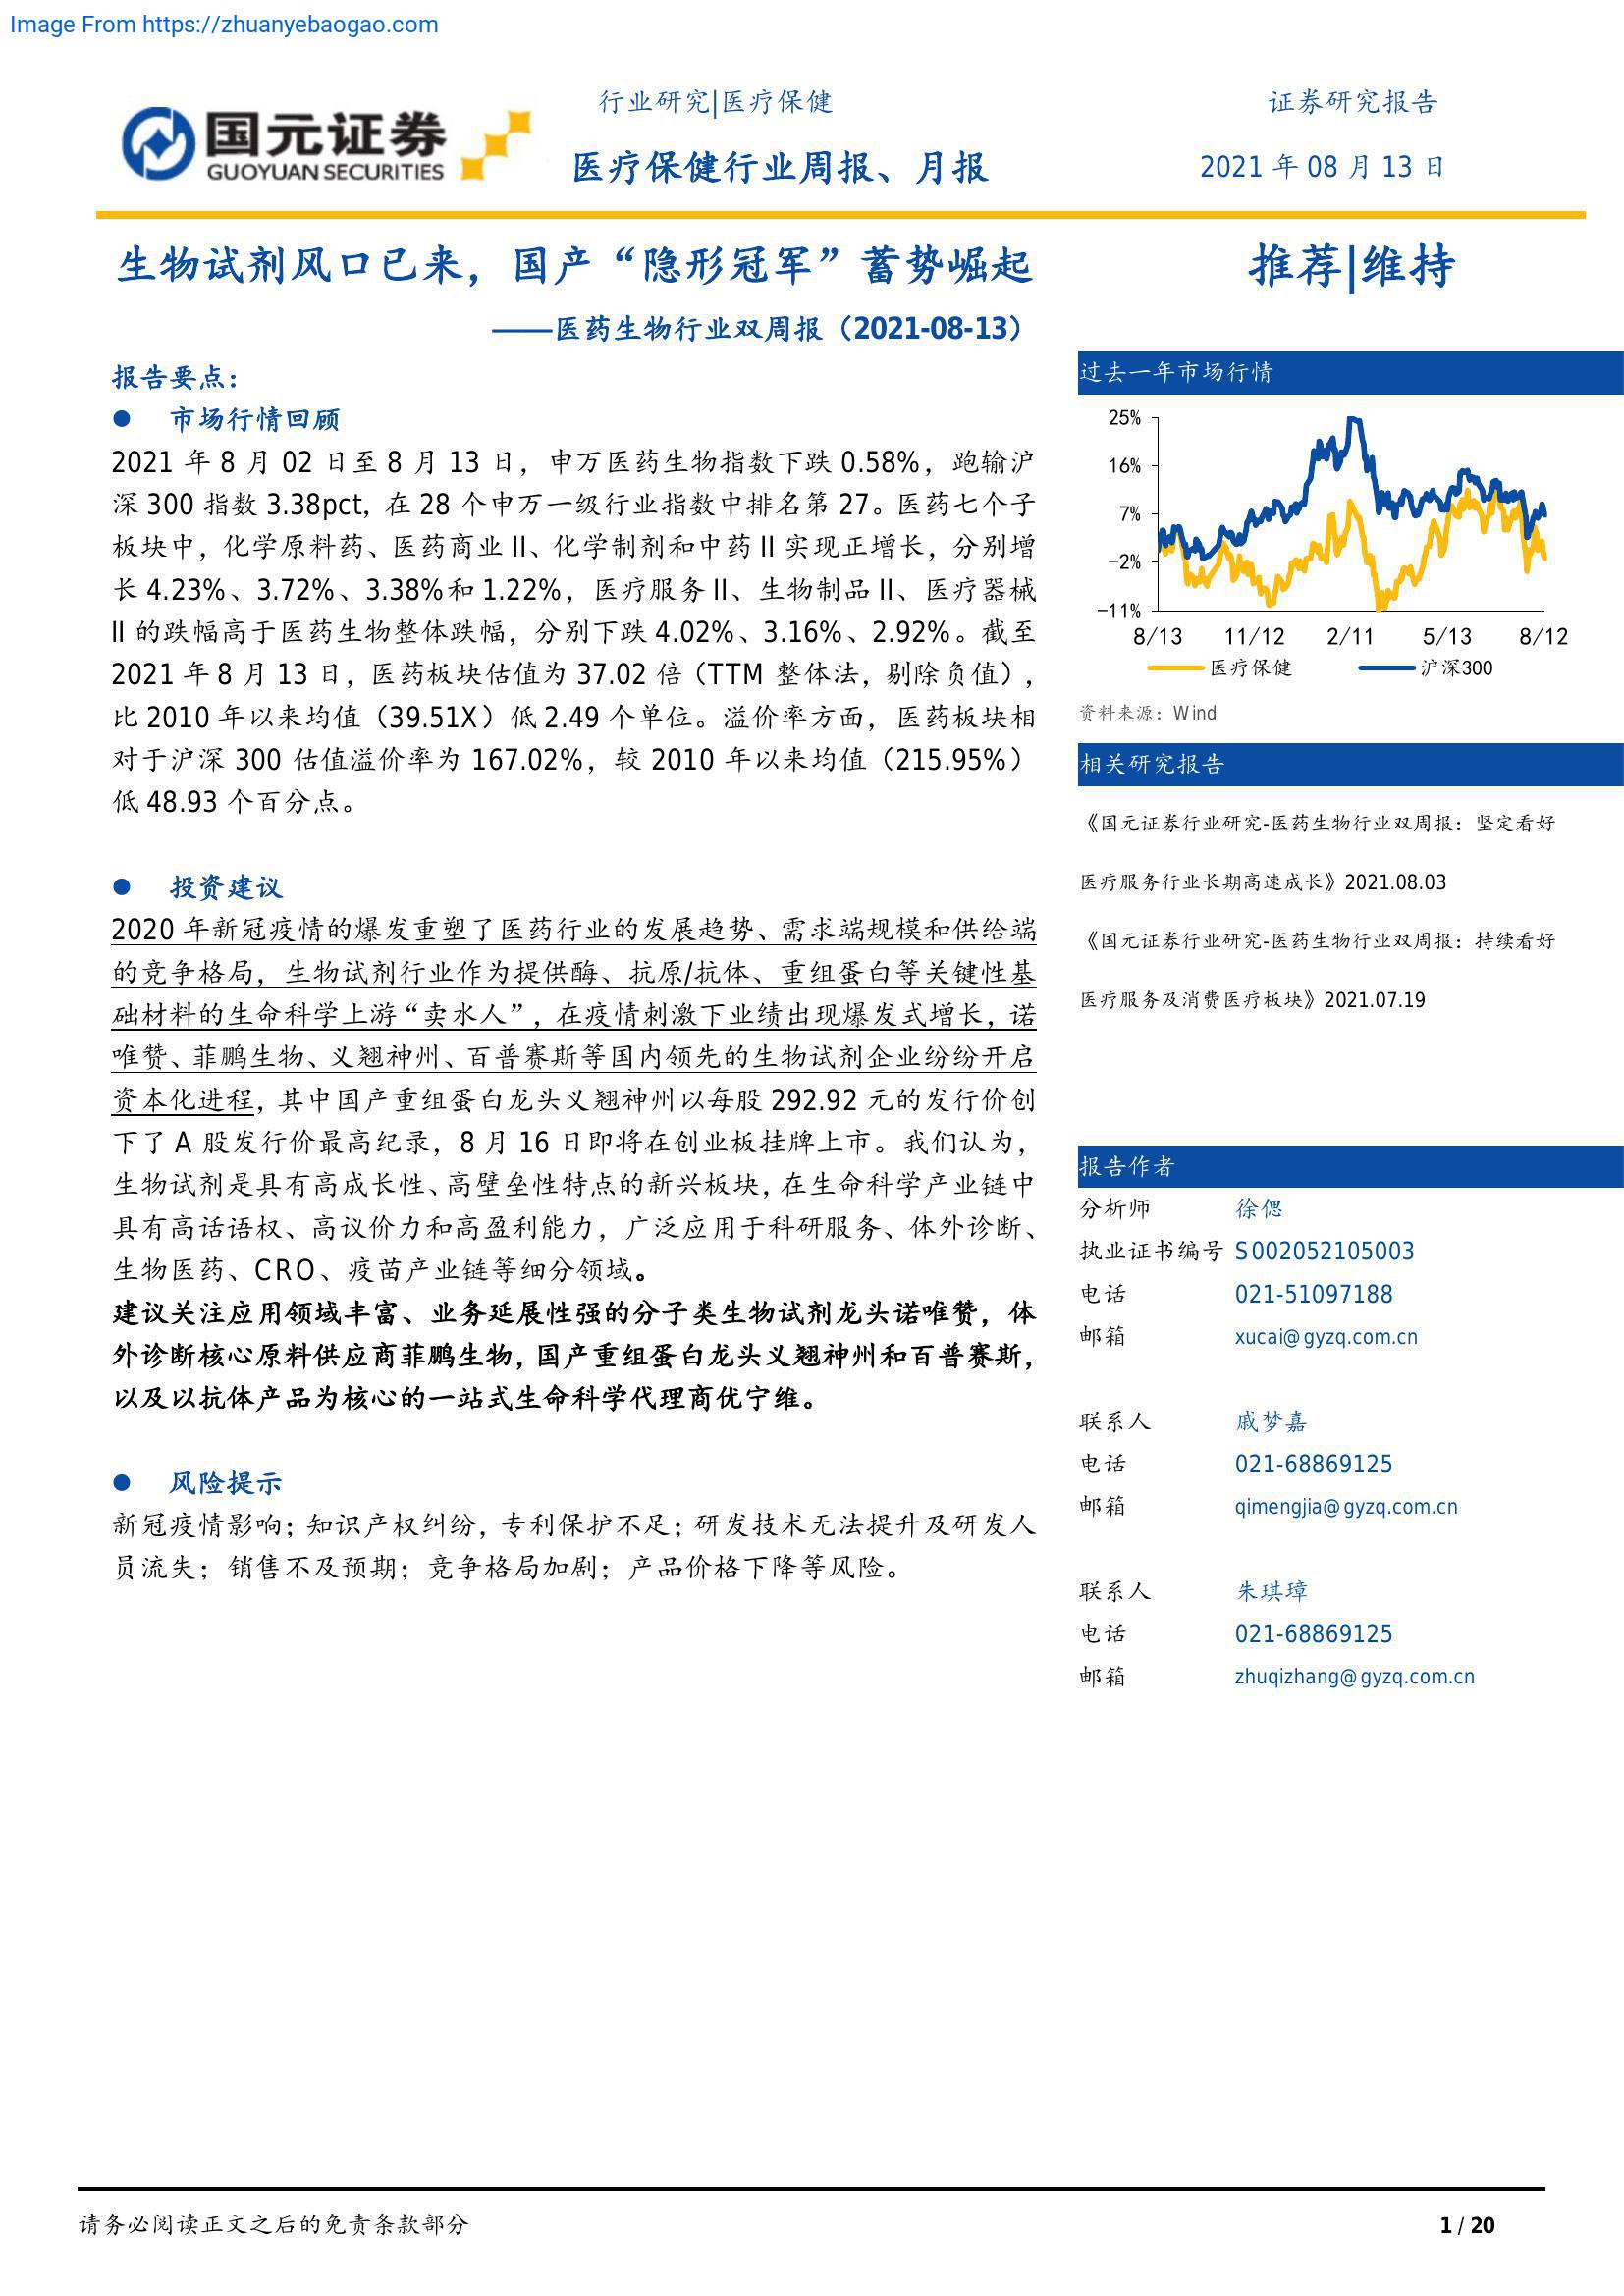 Image From https://zhuanyebaogao.com
国元证券
GUOYUAN SECURITIES
行业研究|医疗保健
医疗保健行业周报、月报
证券研究报告
2021 年 08 月 13 日
生物试剂风口已来，国产“隐形冠军”蓄势崛起
——医药生物行业双周报（2021-08-13）
报告要点：
● 市场行情回顾
2021 年 8 月 02 日至 8 月 13 日，申万医药生物指数下跌 0.58%，跑输沪
深 300 指数 3.38pct，在 28 个申万一级行业指数中排名第 27。医药七个子
板块中，化学原料药、医药商业 II、化学制剂和中药 II 实现正增长，分别增
长 4.23%、3.72%、3.38%和 1.22%，医疗服务 II、生物制品 II、医疗器械
II 的跌幅高于医药生物整体跌幅，分别下跌 4.02%、3.16%、2.92%。截至
2021 年 8 月 13 日，医药板块估值为 37.02 倍（TTM 整体法，剔除负值），
比 2010 年以来均值（39.51X）低 2.49 个单位。溢价率方面，医药板块相
对于沪深 300 估值溢价率为 167.02%，较 2010 年以来均值（215.95%）
低 48.93 个百分点。
● 投资建议
2020 年新冠疫情的爆发重塑了医药行业的发展趋势、需求端规模和供给端
的竞争格局，生物试剂行业作为提供酶、抗原/抗体、重组蛋白等关键性基
础材料的生命科学上游“卖水人”，在疫情刺激下业绩出现爆发式增长，诺
唯赞、菲鹏生物、义翘神州、百普赛斯等国内领先的生物试剂企业纷纷开启
资本化进程，其中国产重组蛋白龙头义翘神州以每股 292.92 元的发行价创
下了 A 股发行价最高纪录，8 月 16 日即将在创业板挂牌上市。我们认为，
生物试剂是具有高成长性、高壁垒性特点的新兴板块，在生命科学产业链中
具有高话语权、高议价力和高盈利能力，广泛应用于科研服务、体外诊断、
生物医药、CRO、疫苗产业链等细分领域。
建议关注应用领域丰富、业务延展性强的分子类生物试剂龙头诺唯赞，体
外诊断核心原料供应商菲鹏生物，国产重组蛋白龙头义翘神州和百普赛斯，
以及以抗体产品为核心的一站式生命科学代理商优宁维。
● 风险提示
新冠疫情影响；知识产权纠纷，专利保护不足；研发技术无法提升及研发人
员流失；销售不及预期；竞争格局加剧；产品价格下降等风险。
推荐|维持
过去一年市场行情
25%
16%
7%
-2%
-11%
8/13 11/12 2/11 5/13 8/12
医疗保健 沪深300
资料来源：Wind
相关研究报告
《国元证券行业研究-医药生物行业双周报：坚定看好
医疗服务行业长期高速成长》2021.08.03
《国元证券行业研究-医药生物行业双周报：持续看好
医疗服务及消费医疗板块》2021.07.19
报告作者
分析师 徐偲
执业证书编号 S002052105003
电话 021-51097188
邮箱 xucai@gyzq.com.cn
联系人 戚梦嘉
电话 021-68869125
邮箱 qimengjia@gyzq.com.cn
联系人 朱琪璋
电话 021-68869125
邮箱 zhuqizhang@gyzq.com.cn
请务必阅读正文之后的免责条款部分
1 / 20